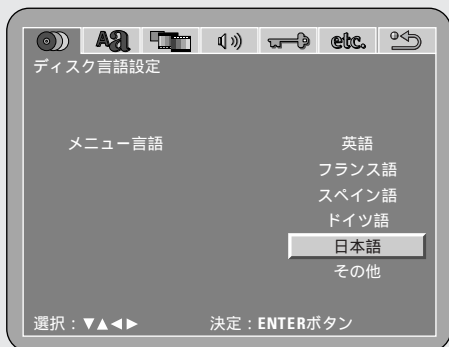 Aa etc.
ディスク言語設定
メニュー言語 英語
フランス語
スペイン語
ドイツ語
日本語
その他
選択：▼▲◀▶ 決定：ENTERボタン